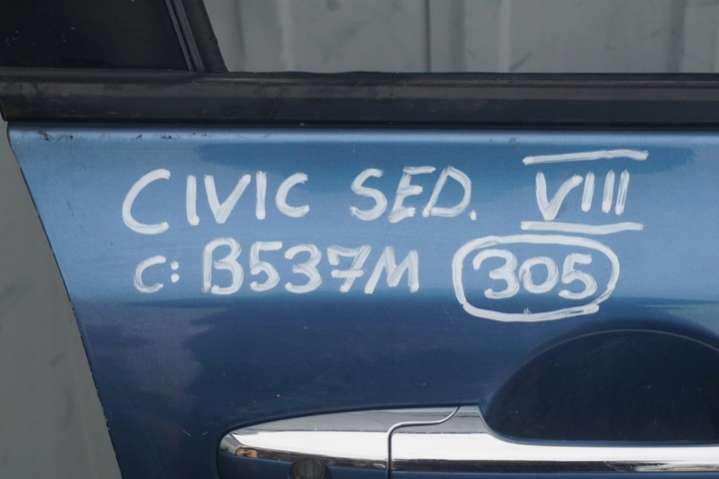 CIVIC SED. VIII
C: B537M 305